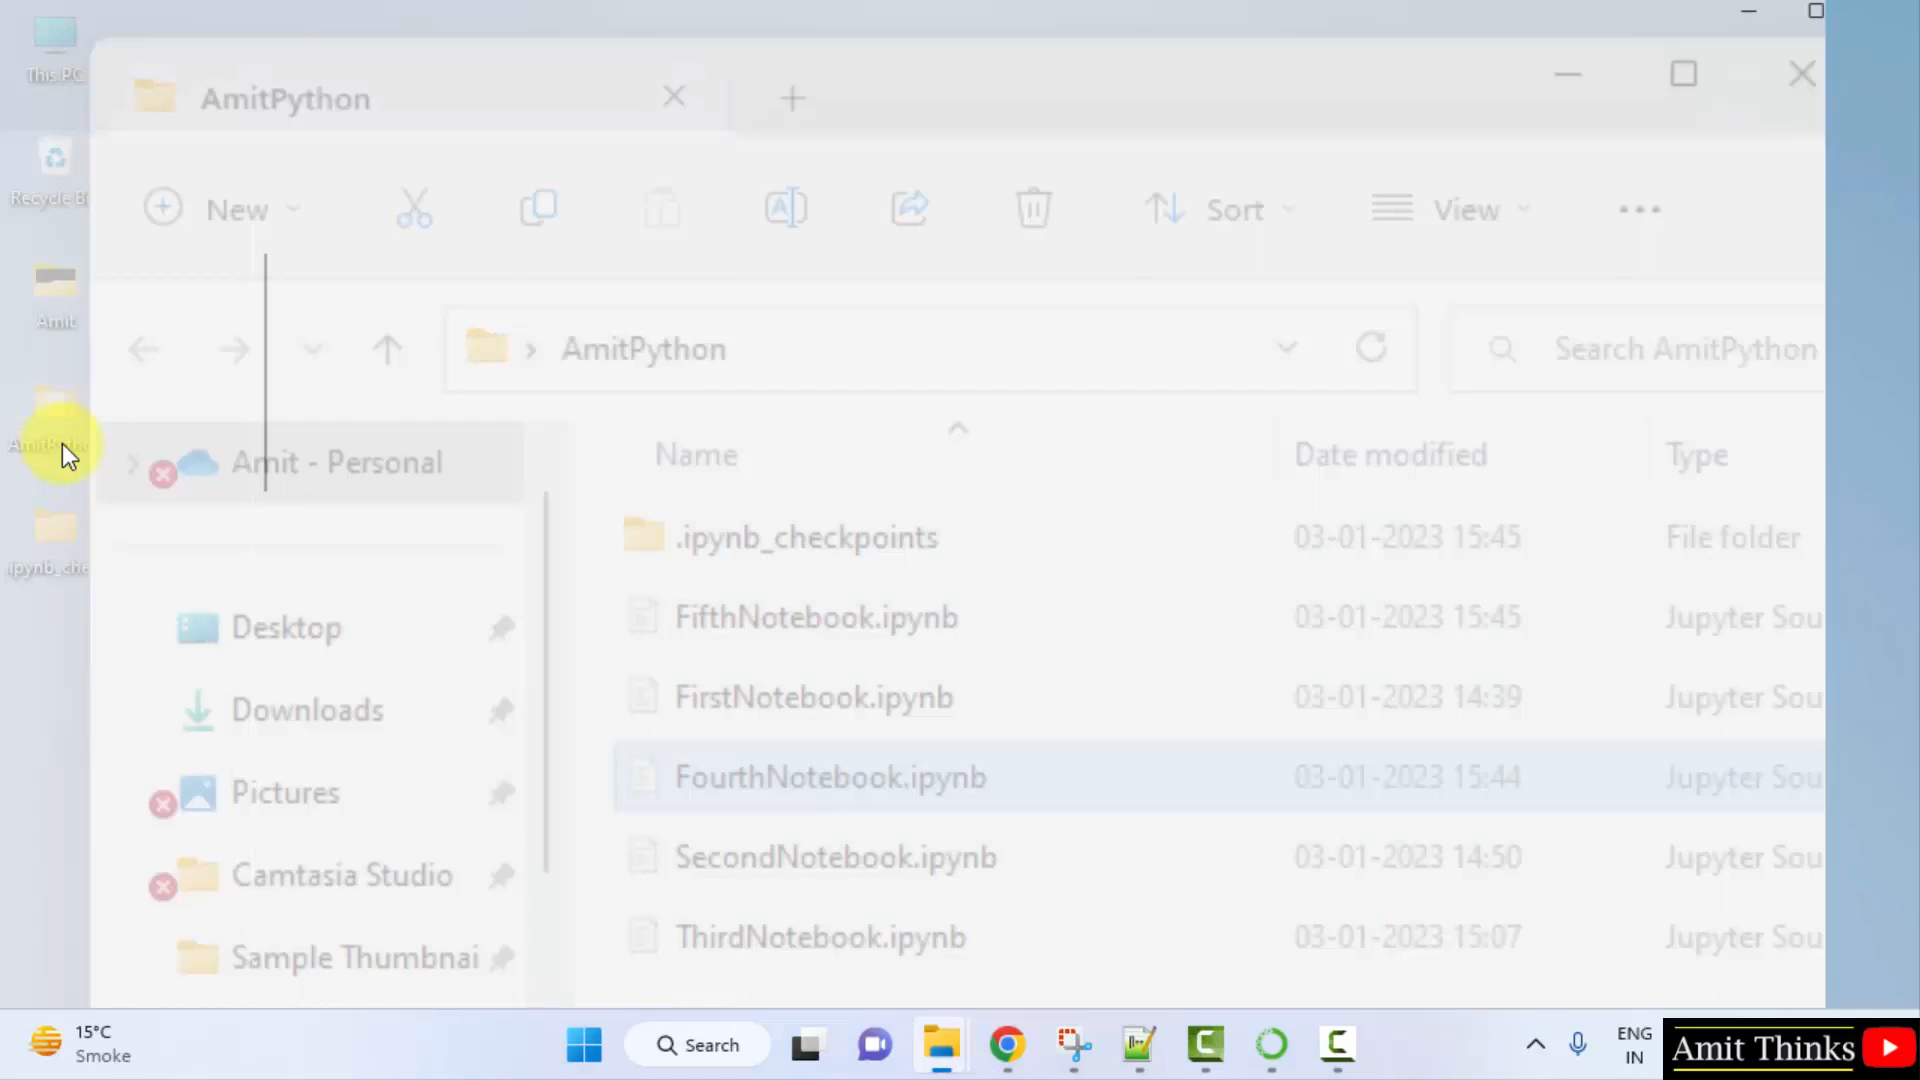 This PC
AmitPython
Recycle Bi
New
Sort
View
Amit
AmitPython
Search AmitPython
AmitPytho
Amit - Personal
Name
Date modified
Type
.ipynb_checkpoints
03-01-2023 15:45
File folder
ipynb_che
Desktop
FifthNotebook.ipynb
03-01-2023 15:45
Jupyter Sou
Downloads
FirstNotebook.ipynb
03-01-2023 14:39
Jupyter Sou
Pictures
FourthNotebook.ipynb
03-01-2023 15:44
Jupyter Sou
Camtasia Studio
SecondNotebook.ipynb
03-01-2023 14:50
Jupyter Sou
Sample Thumbnai
ThirdNotebook.ipynb
03-01-2023 15:07
Jupyter Sou
15°C
Smoke
Search
ENG
IN
Amit Thinks